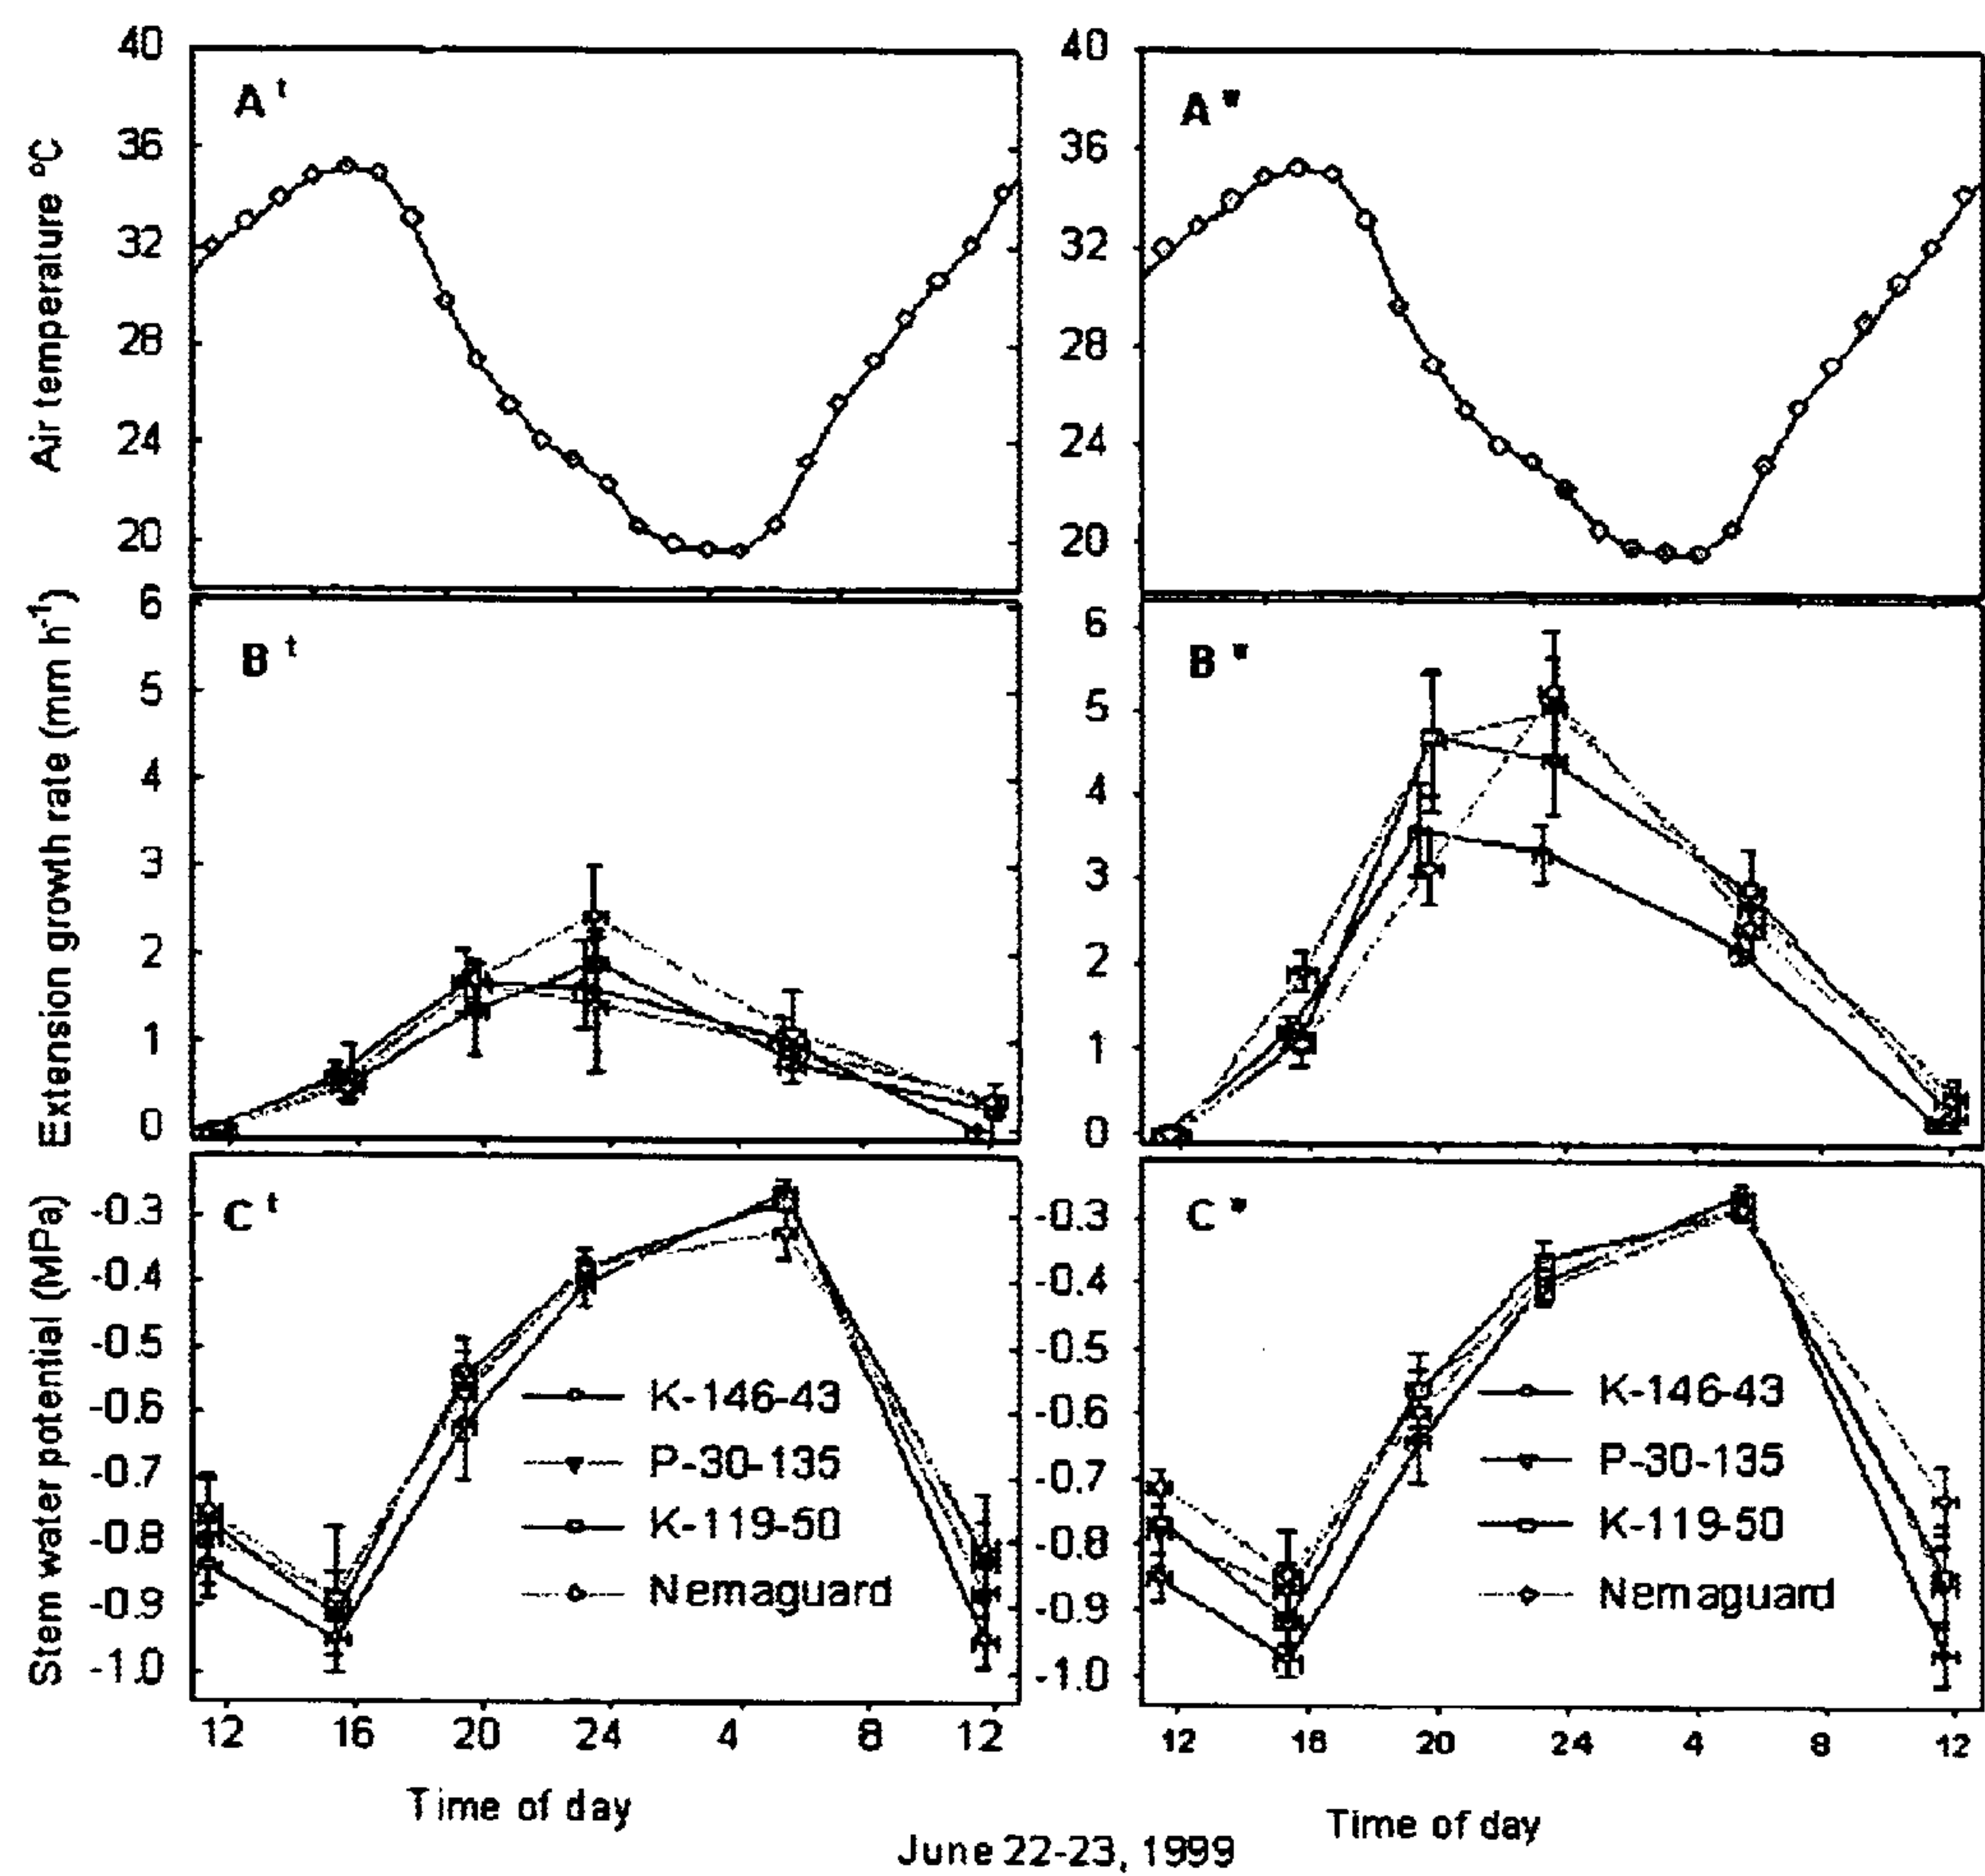 A t
A w
Air temperature ºC
40
36
32
28
24
20
40
36
32
28
24
20
B t
B w
Extension growth rate (mm h-1)
6
5
4
3
2
1
0
6
5
4
3
2
1
0
C t
C w
Stem water potential (MPa)
-0.3
-0.4
-0.5
-0.6
-0.7
-0.8
-0.9
-1.0
-0.3
-0.4
-0.5
-0.6
-0.7
-0.8
-0.9
-1.0
K-146-43
P-30-135
K-119-50
Nemaguard
K-146-43
P-30-135
K-119-50
Nemaguard
12 16 20 24 4 8 12
12 16 20 24 4 8 12
Time of day
Time of day
June 22-23, 1999